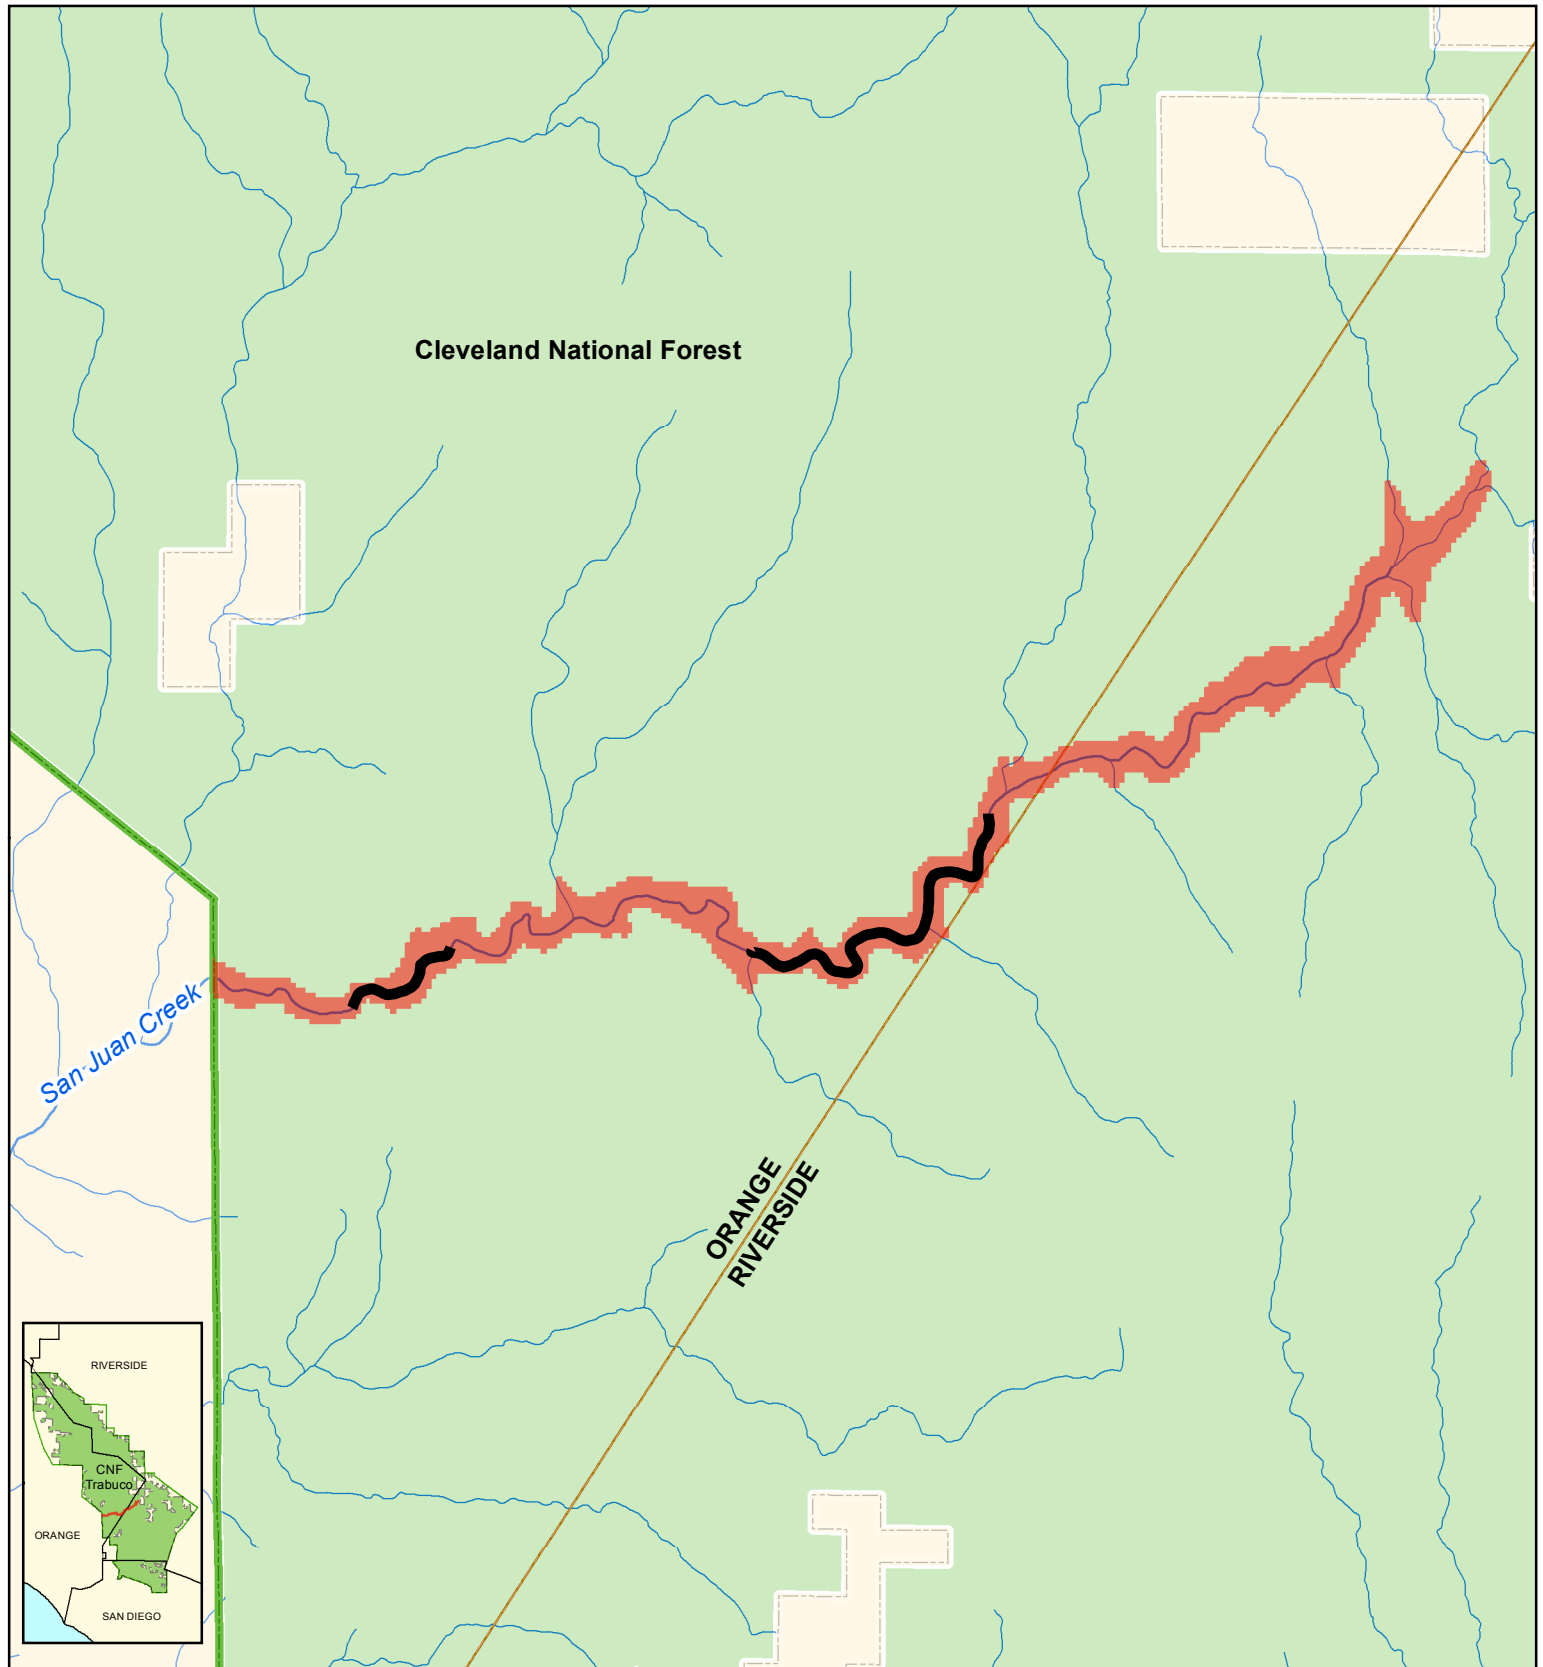 Cleveland National Forest
San Juan Creek
ORANGE
RIVERSIDE
RIVERSIDE
CNF
Trabuco
ORANGE
SAN DIEGO